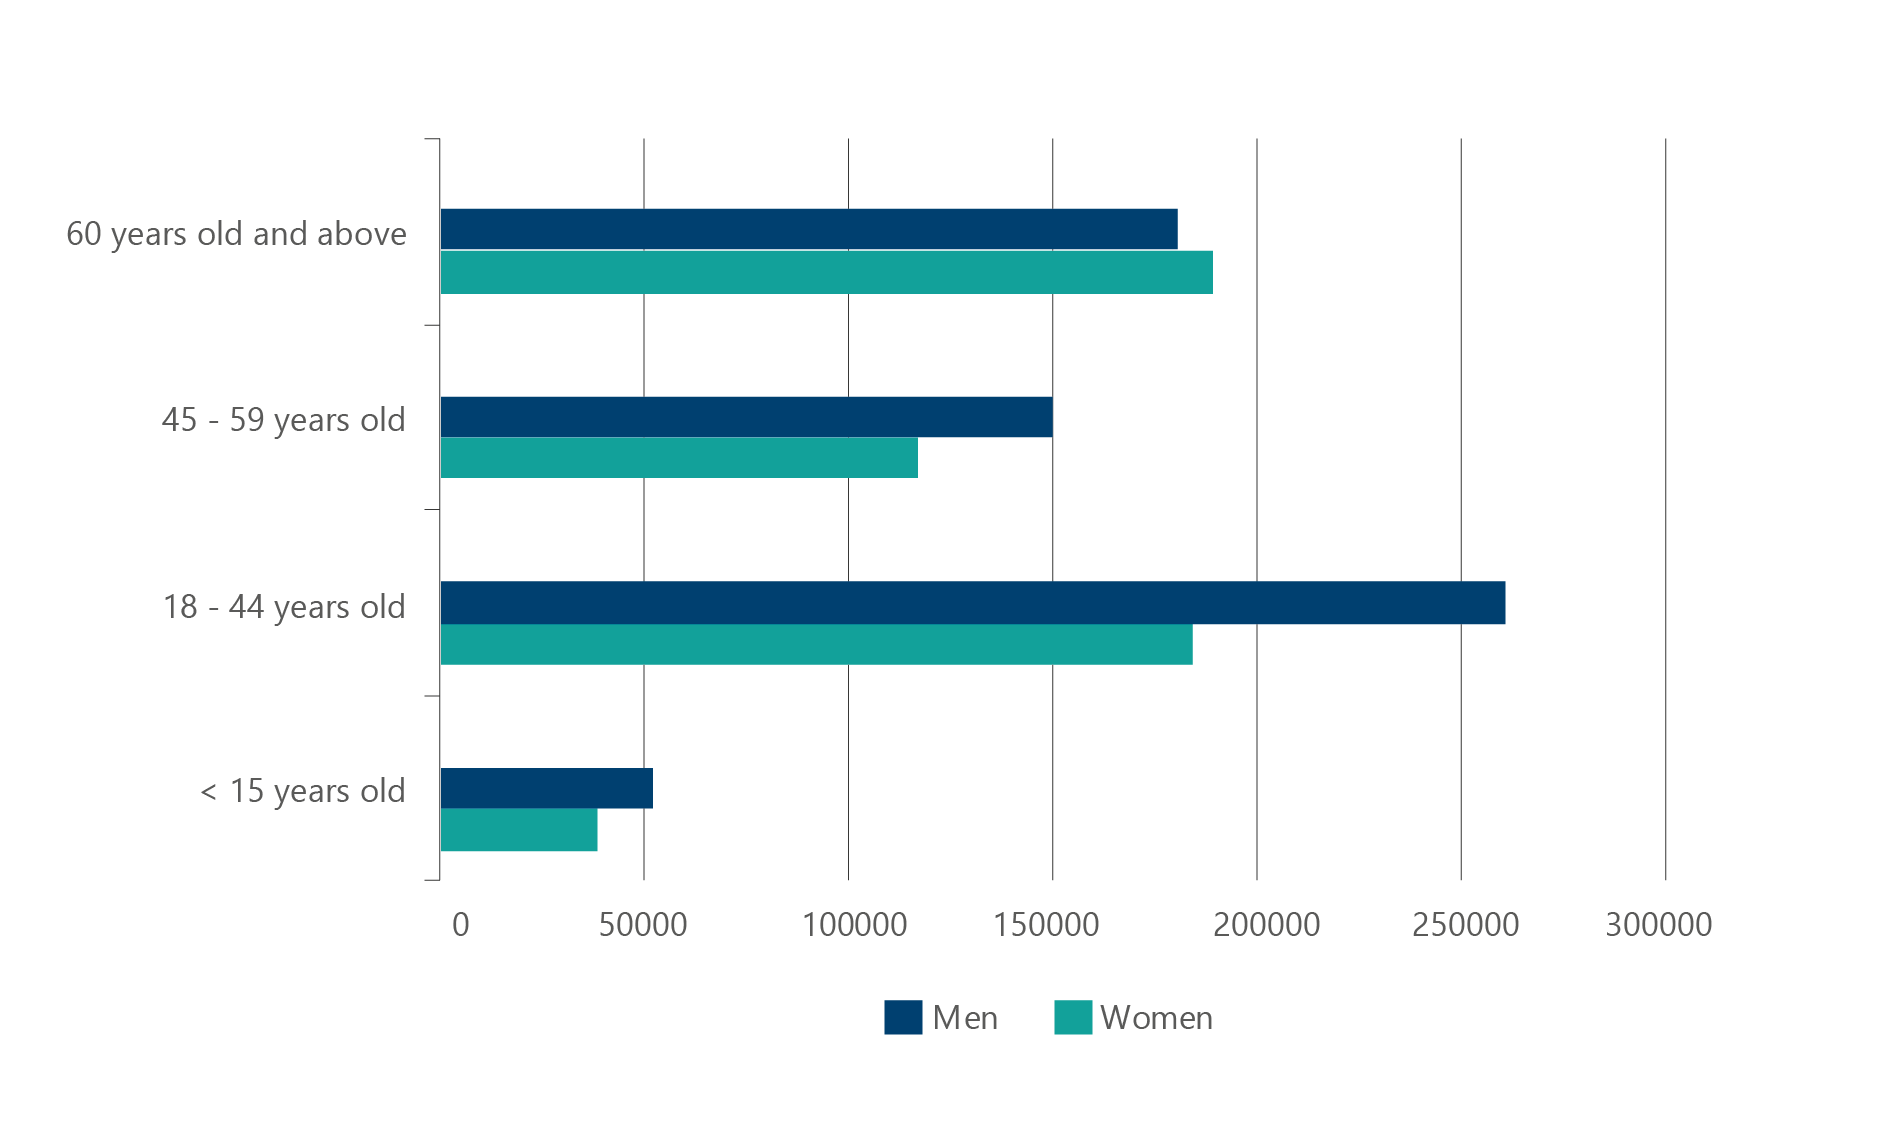 60 years old and above
45 - 59 years old
18 - 44 years old
< 15 years old
0 50000 100000 150000 200000 250000 300000
Men Women